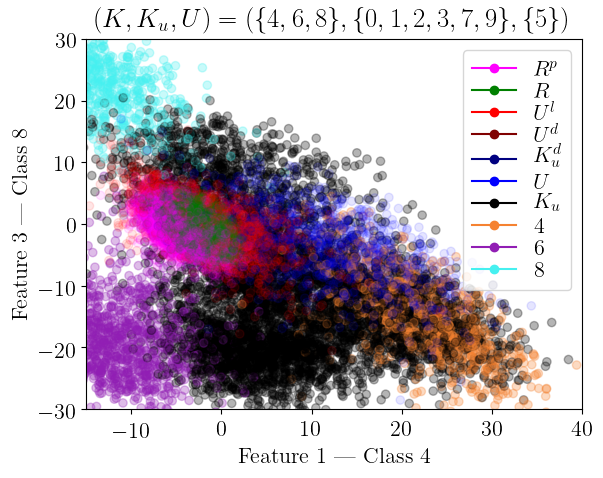 (K, K_u, U) = ({4, 6, 8}, {0, 1, 2, 3, 7, 9}, {5})
30
20
10
0
−10
−20
−30
Feature 3 — Class 8
R^p
R
U^l
U^d
K_u^d
U
K_u
4
6
8
−10
0
10
20
30
40
Feature 1 — Class 4